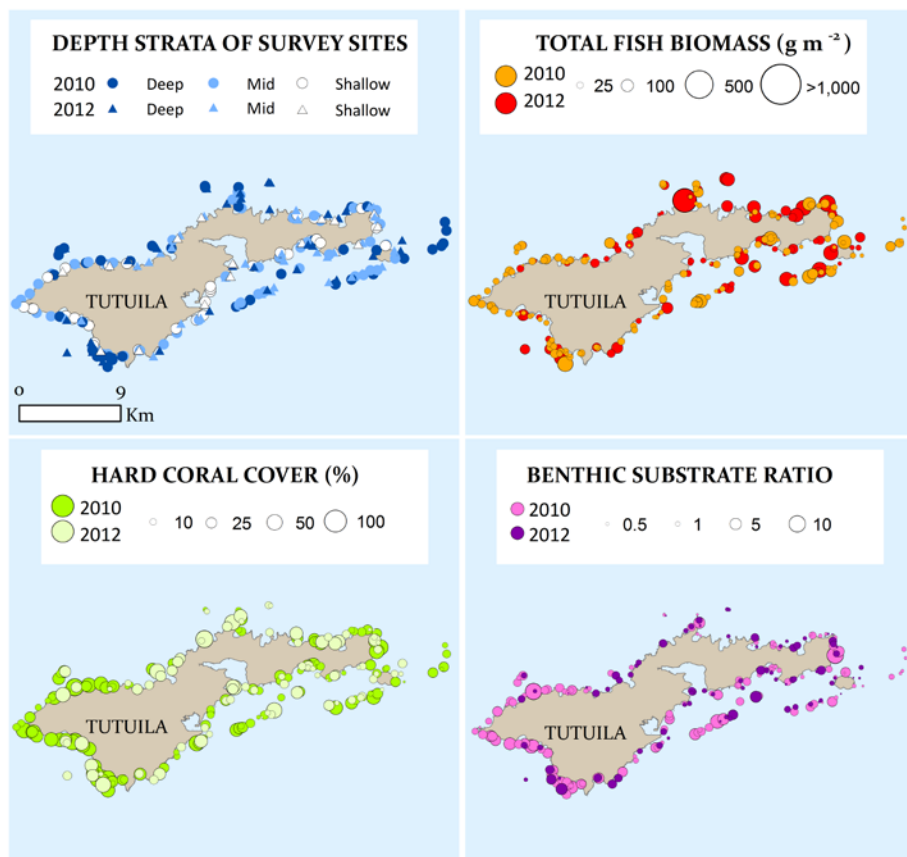 DEPTH STRATA OF SURVEY SITES
2010 Deep Mid Shallow
2012 Deep Mid Shallow
TUTUILA
0 9
Km
TOTAL FISH BIOMASS (g m⁻²)
2010
2012
25 100 500 >1,000
TUTUILA
HARD CORAL COVER (%)
2010
2012
10 25 50 100
TUTUILA
BENTHIC SUBSTRATE RATIO
2010
2012
0.5 1 5 10
TUTUILA